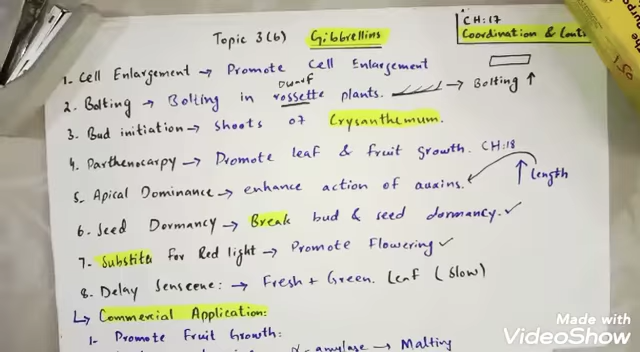 Topic 3(b) Gibbrellins
CH:17
Coordination & Cont
1- Cell Enlargement → Promote Cell Enlargement
Dwarf
2. Bolting → Bolting in rossette plants. → Bolting ↑
3. Bud initiation → shoots of Crysanthemum.
4. Parthenocarpy → Promote leaf & fruit growth. CH:18
5. Apical Dominance → enhance action of auxins. ↑ length
6. Seed Dormancy → Break bud & seed dormancy. ✓
7. Substite for Red light → Promote Flowering ✓
8. Delay Senscene: → Fresh + Green. Leaf (slow)
↳ Commercial Application:
1- Promote Fruit Growth:
α-amylase → Malting
Made with
VideoShow